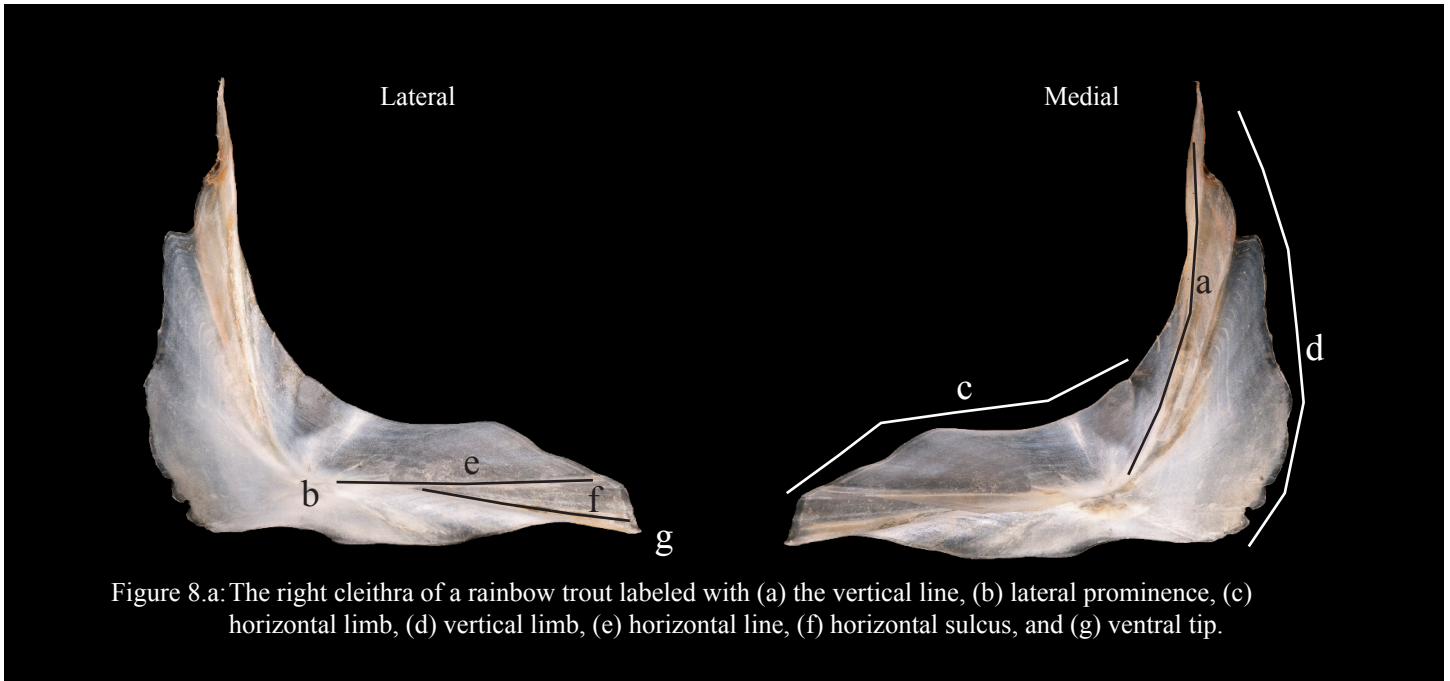 Lateral
Medial
a
c
d
e
b
f
g
Figure 8.a: The right cleithra of a rainbow trout labeled with (a) the vertical line, (b) lateral prominence, (c)
horizontal limb, (d) vertical limb, (e) horizontal line, (f) horizontal sulcus, and (g) ventral tip.